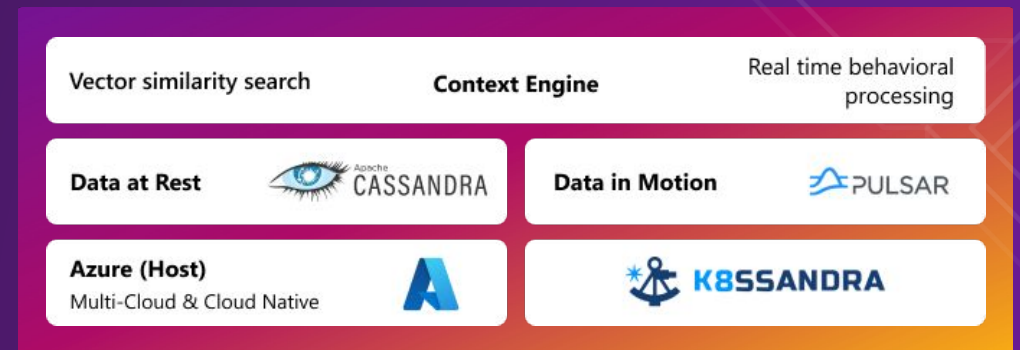 Vector similarity search
Context Engine
Real time behavioral
processing
Data at Rest
Apache
CASSANDRA
Data in Motion
PULSAR
Azure (Host)
Multi-Cloud & Cloud Native
K8SSANDRA